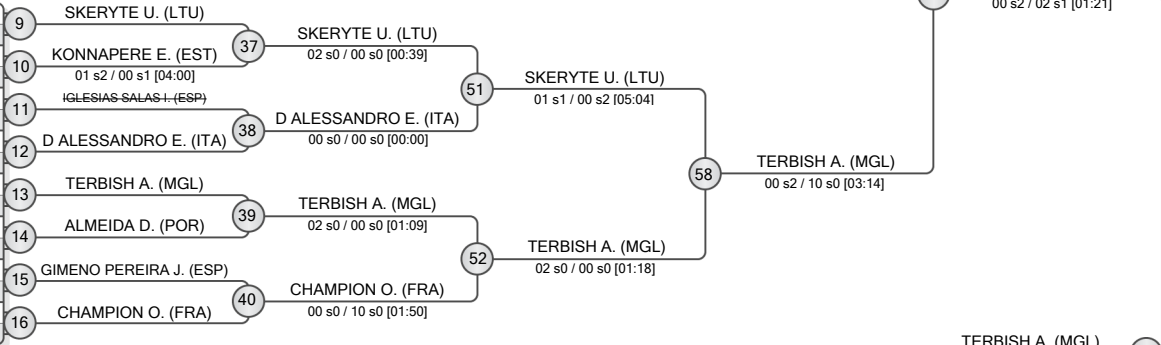 00 s2 / 02 s1 [01:21]
9
SKERYTE U. (LTU)
37
SKERYTE U. (LTU)
02 s0 / 00 s0 [00:39]
10
KONNAPERE E. (EST)
01 s2 / 00 s1 [04:00]
51
SKERYTE U. (LTU)
01 s1 / 00 s2 [05:04]
11
IGLESIAS SALAS I. (ESP)
38
D ALESSANDRO E. (ITA)
00 s0 / 00 s0 [00:00]
12
D ALESSANDRO E. (ITA)
58
TERBISH A. (MGL)
00 s2 / 10 s0 [03:14]
13
TERBISH A. (MGL)
39
TERBISH A. (MGL)
02 s0 / 00 s0 [01:09]
14
ALMEIDA D. (POR)
52
TERBISH A. (MGL)
02 s0 / 00 s0 [01:18]
15
GIMENO PEREIRA J. (ESP)
40
CHAMPION O. (FRA)
00 s0 / 10 s0 [01:50]
16
CHAMPION O. (FRA)
TERBISH A. (MGL)